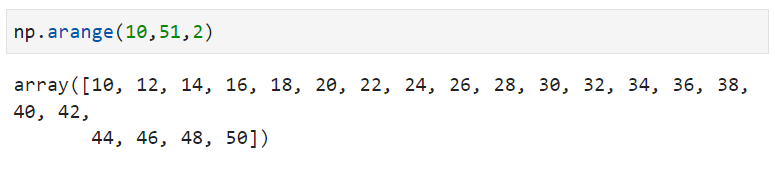 np.arange(10,51,2)
array([10, 12, 14, 16, 18, 20, 22, 24, 26, 28, 30, 32, 34, 36, 38,
40, 42,
44, 46, 48, 50])